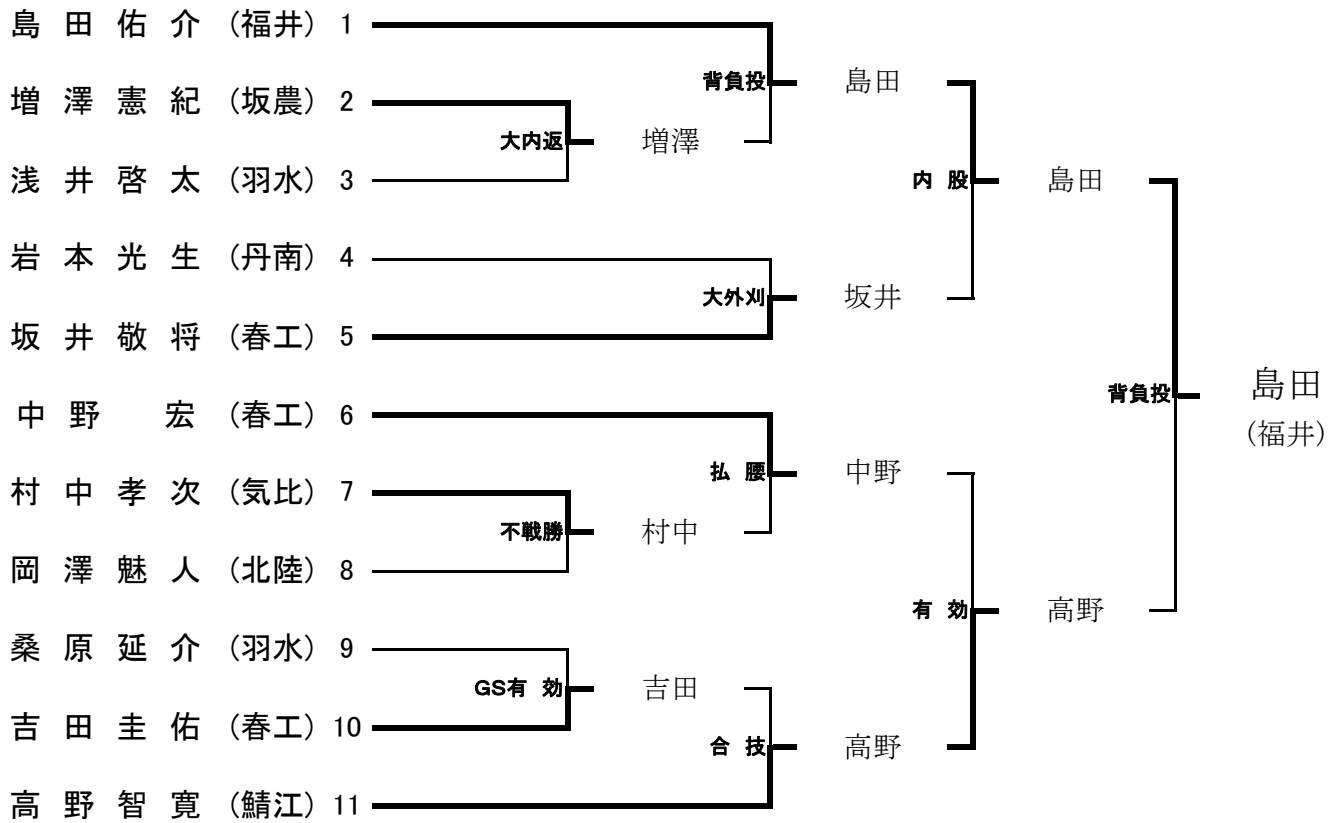 島 田 佑 介 (福井) 1
背負投 島田
増 澤 憲 紀 (坂農) 2
大内返 増澤
浅 井 啓 太 (羽水) 3
内 股 島田
岩 本 光 生 (丹南) 4
大外刈 坂井
坂 井 敬 将 (春工) 5
背負投 島田
(福井)
中 野 宏 (春工) 6
払 腰 中野
村 中 孝 次 (気比) 7
不戦勝 村中
岡 澤 魅 人 (北陸) 8
有 効 高野
桑 原 延 介 (羽水) 9
GS有 効 吉田
吉 田 圭 佑 (春工) 10
合 技 高野
高 野 智 寛 (鯖江) 11